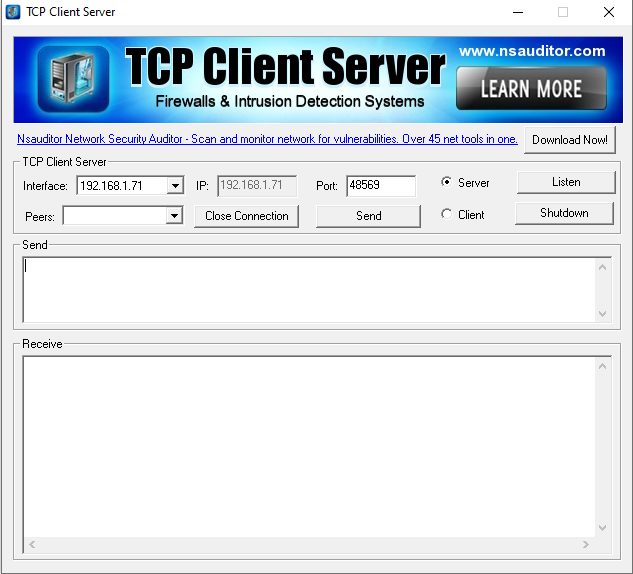 TCP Client Server
www.nsauditor.com
TCP Client Server
Firewalls & Intrusion Detection Systems
LEARN MORE
Nsauditor Network Security Auditor - Scan and monitor network for vulnerabilities. Over 45 net tools in one. Download Now!
TCP Client Server
Interface: 192.168.1.71 IP: 192.168.1.71 Port: 48569 Server Listen
Peers: Close Connection Send Client Shutdown
Send
Receive